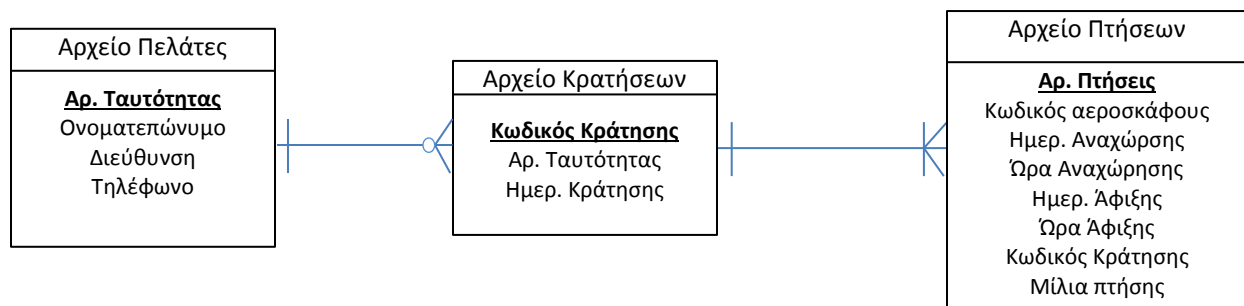 Αρχείο Πελάτες
Αρ. Ταυτότητας
Ονοματεπώνυμο
Διεύθυνση
Τηλέφωνο
Αρχείο Κρατήσεων
Κωδικός Κράτησης
Αρ. Ταυτότητας
Ημερ. Κράτησης
Αρχείο Πτήσεων
Αρ. Πτήσεις
Κωδικός αεροσκάφους
Ημερ. Αναχώρσης
Ώρα Αναχώρησης
Ημερ. Άφιξης
Ώρα Άφιξης
Κωδικός Κράτησης
Μίλια πτήσης